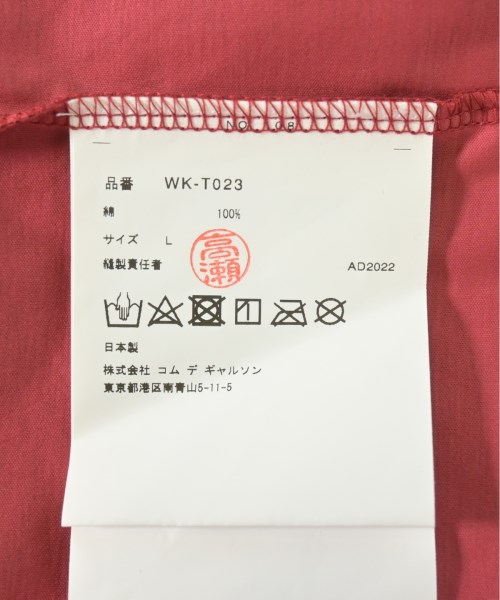 NO. 08
品番 WK-T023
綿 100%
サイズ L
高瀬
縫製責任者 AD2022
日本製
株式会社 コム デ ギャルソン
東京都港区南青山5-11-5